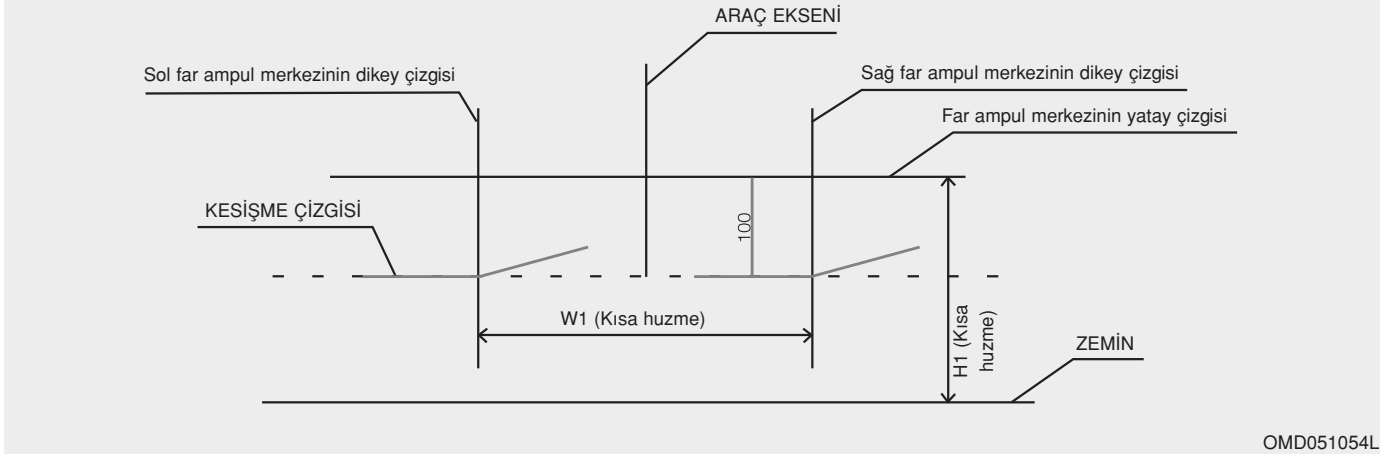 ARAÇ EKSENİ
Sol far ampul merkezinin dikey çizgisi
Sağ far ampul merkezinin dikey çizgisi
Far ampul merkezinin yatay çizgisi
KESİŞME ÇİZGİSİ
100
W1 (Kısa huzme)
H1 (Kısa
huzme)
ZEMİN
OMD051054L